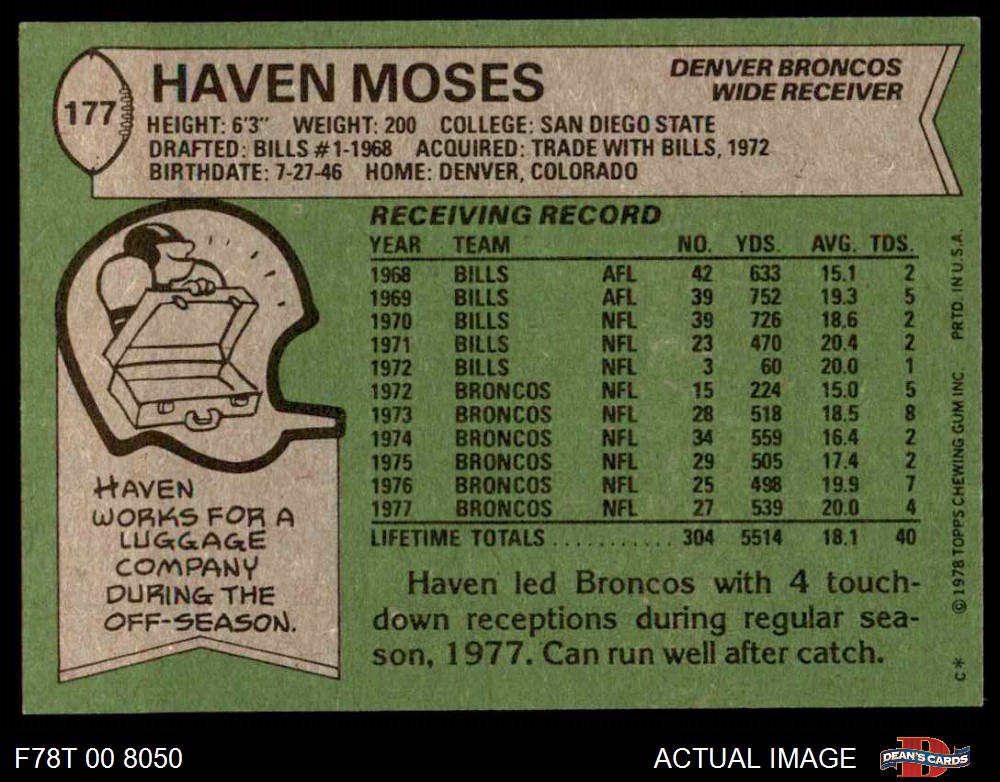 177
HAVEN MOSES
DENVER BRONCOS
WIDE RECEIVER
HEIGHT: 6'3" WEIGHT: 200 COLLEGE: SAN DIEGO STATE
DRAFTED: BILLS #1-1968 ACQUIRED: TRADE WITH BILLS, 1972
BIRTHDATE: 7-27-46 HOME: DENVER, COLORADO
RECEIVING RECORD
YEAR TEAM NO. YDS. AVG. TDS.
1968 BILLS AFL 42 633 15.1 2
1969 BILLS AFL 39 752 19.3 5
1970 BILLS NFL 39 726 18.6 2
1971 BILLS NFL 23 470 20.4 2
1972 BILLS NFL 3 60 20.0 1
1972 BRONCOS NFL 15 224 15.0 5
1973 BRONCOS NFL 28 518 18.5 8
1974 BRONCOS NFL 34 559 16.4 2
1975 BRONCOS NFL 29 505 17.4 2
1976 BRONCOS NFL 25 498 19.9 7
1977 BRONCOS NFL 27 539 20.0 4
LIFETIME TOTALS ........... 304 5514 18.1 40
HAVEN
WORKS FOR A
LUGGAGE
COMPANY
DURING THE
OFF-SEASON.
Haven led Broncos with 4 touch-
down receptions during regular sea-
son, 1977. Can run well after catch.
C* © 1978 TOPPS CHEWING GUM INC. PRTD. IN U.S.A.
F78T 00 8050
ACTUAL IMAGE
D
DEAN'S CARDS